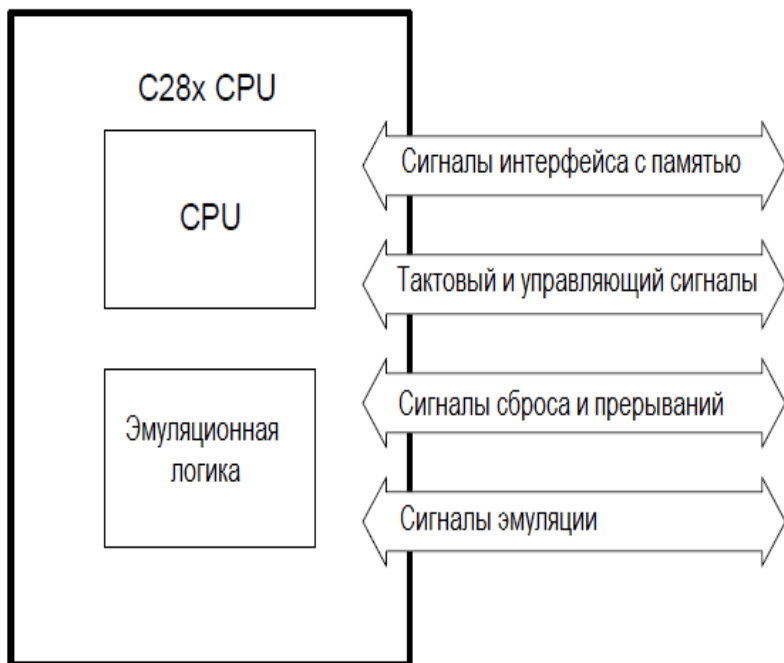 C28x CPU
CPU
Эмуляционная
логика
Сигналы интерфейса с памятью
Тактовый и управляющий сигналы
Сигналы сброса и прерываний
Сигналы эмуляции